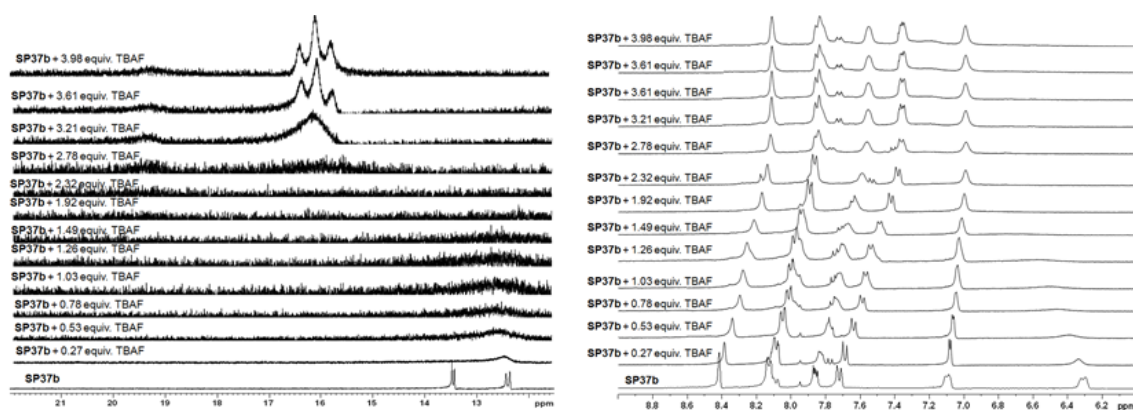 SP37b + 3.98 equiv. TBAF
SP37b + 3.61 equiv. TBAF
SP37b + 3.21 equiv. TBAF
SP37b + 2.78 equiv. TBAF
SP37b + 2.32 equiv. TBAF
SP37b + 1.92 equiv. TBAF
SP37b + 1.49 equiv. TBAF
SP37b + 1.26 equiv. TBAF
SP37b + 1.03 equiv. TBAF
SP37b + 0.78 equiv. TBAF
SP37b + 0.53 equiv. TBAF
SP37b + 0.27 equiv. TBAF
SP37b
21 20 19 18 17 16 15 14 13 ppm
SP37b + 3.98 equiv. TBAF
SP37b + 3.61 equiv. TBAF
SP37b + 3.61 equiv. TBAF
SP37b + 3.21 equiv. TBAF
SP37b + 2.78 equiv. TBAF
SP37b + 2.32 equiv. TBAF
SP37b + 1.92 equiv. TBAF
SP37b + 1.49 equiv. TBAF
SP37b + 1.26 equiv. TBAF
SP37b + 1.03 equiv. TBAF
SP37b + 0.78 equiv. TBAF
SP37b + 0.53 equiv. TBAF
SP37b + 0.27 equiv. TBAF
SP37b
8.8 8.6 8.4 8.2 8.0 7.8 7.6 7.4 7.2 7.0 6.8 6.6 6.4 6.2 ppm